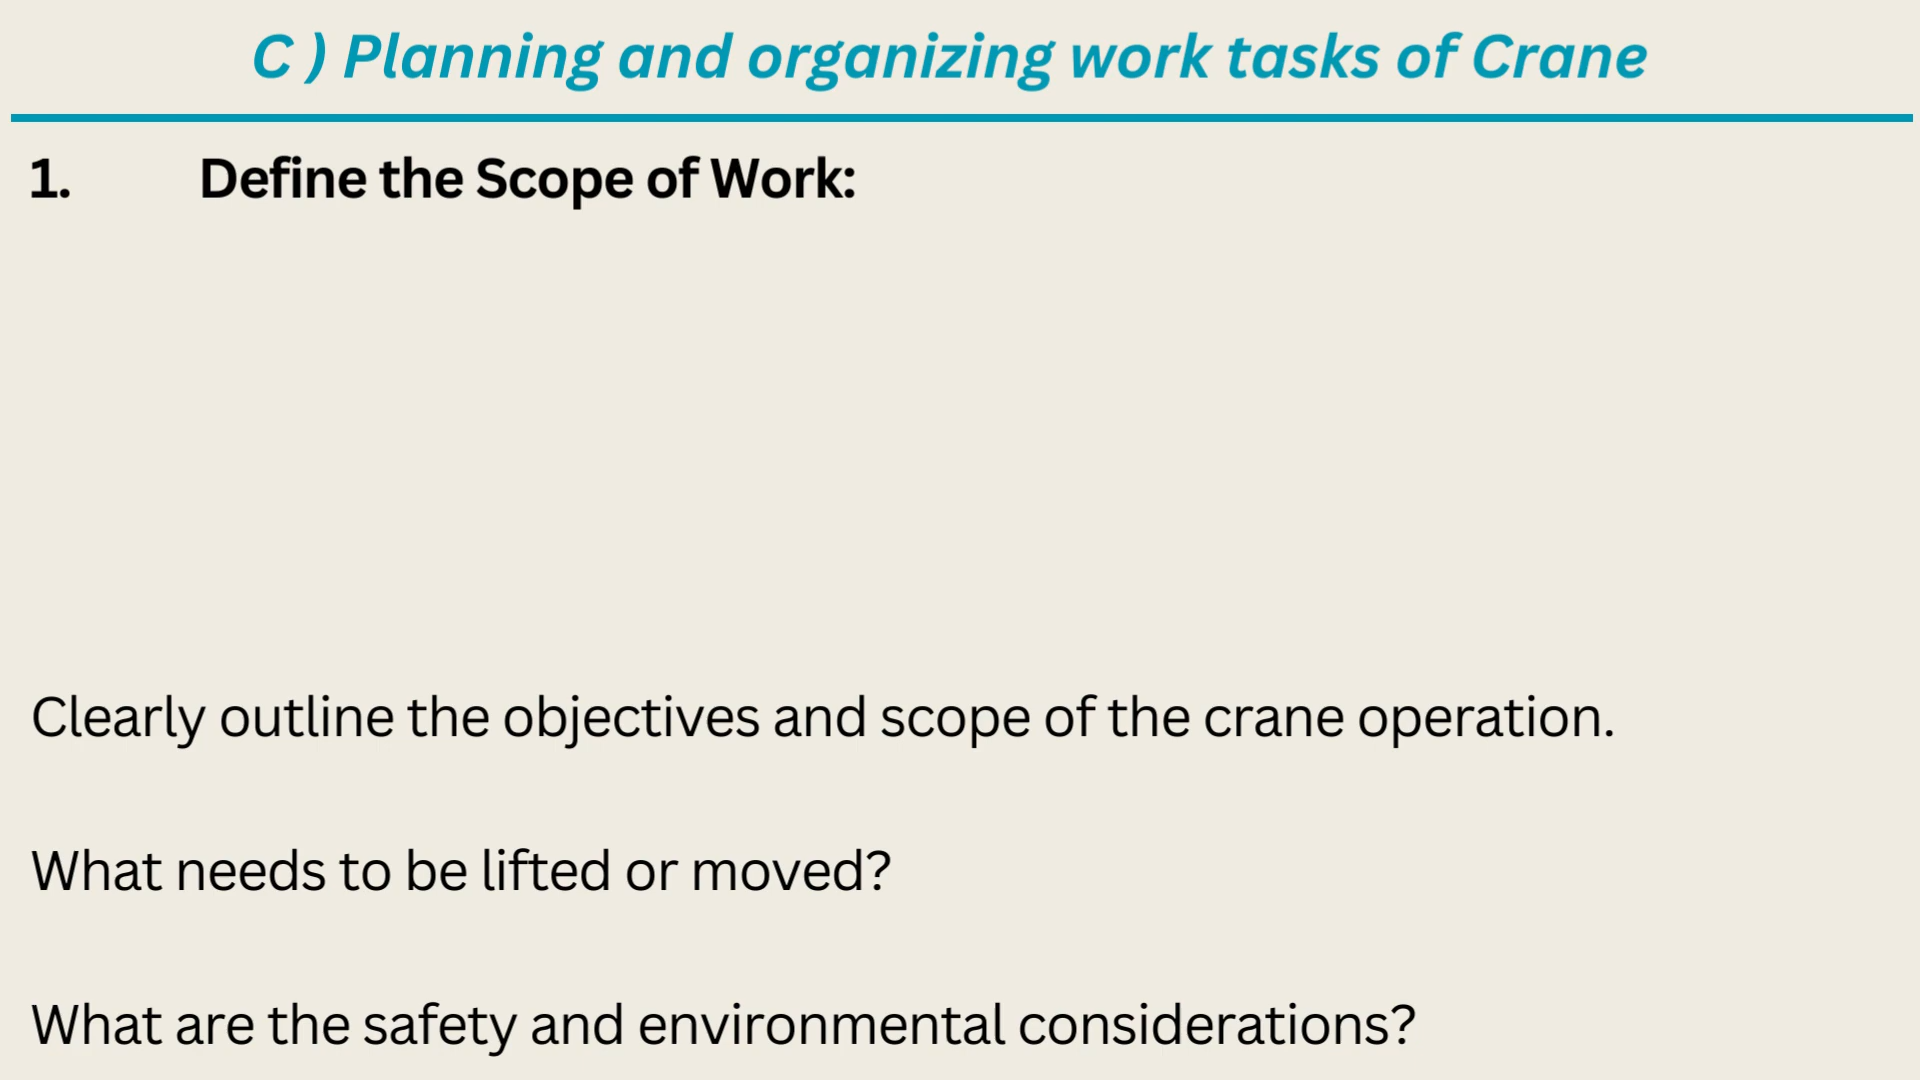 C ) Planning and organizing work tasks of Crane
1. Define the Scope of Work:
Clearly outline the objectives and scope of the crane operation.
What needs to be lifted or moved?
What are the safety and environmental considerations?